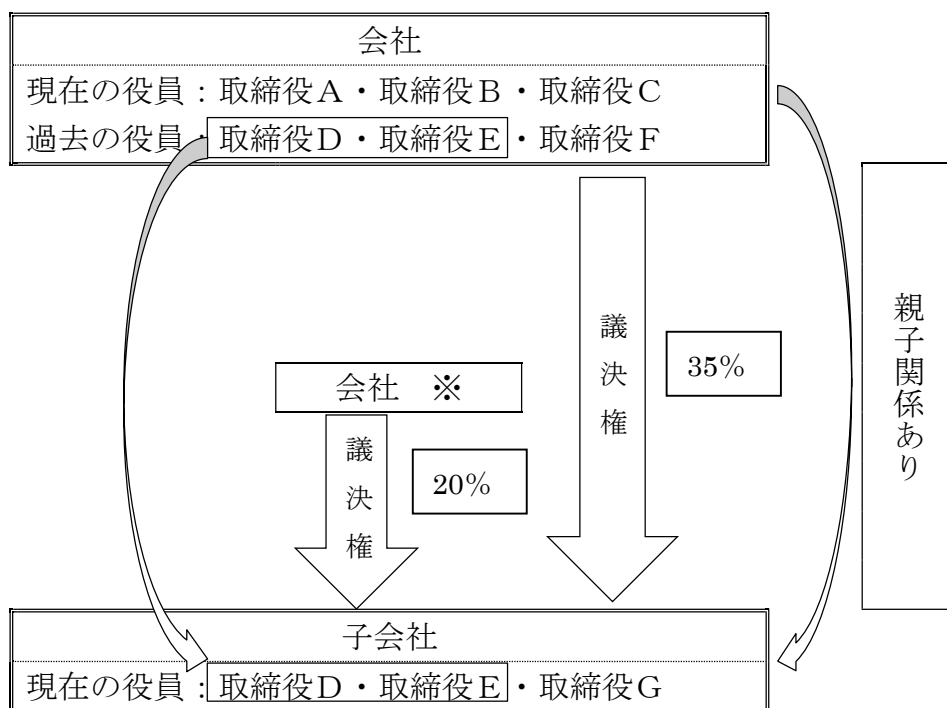 会社
現在の役員：取締役A・取締役B・取締役C
過去の役員：取締役D・取締役E・取締役F
議決権
35%
親子関係あり
会社　※
議決権
20%
子会社
現在の役員：取締役D・取締役E・取締役G